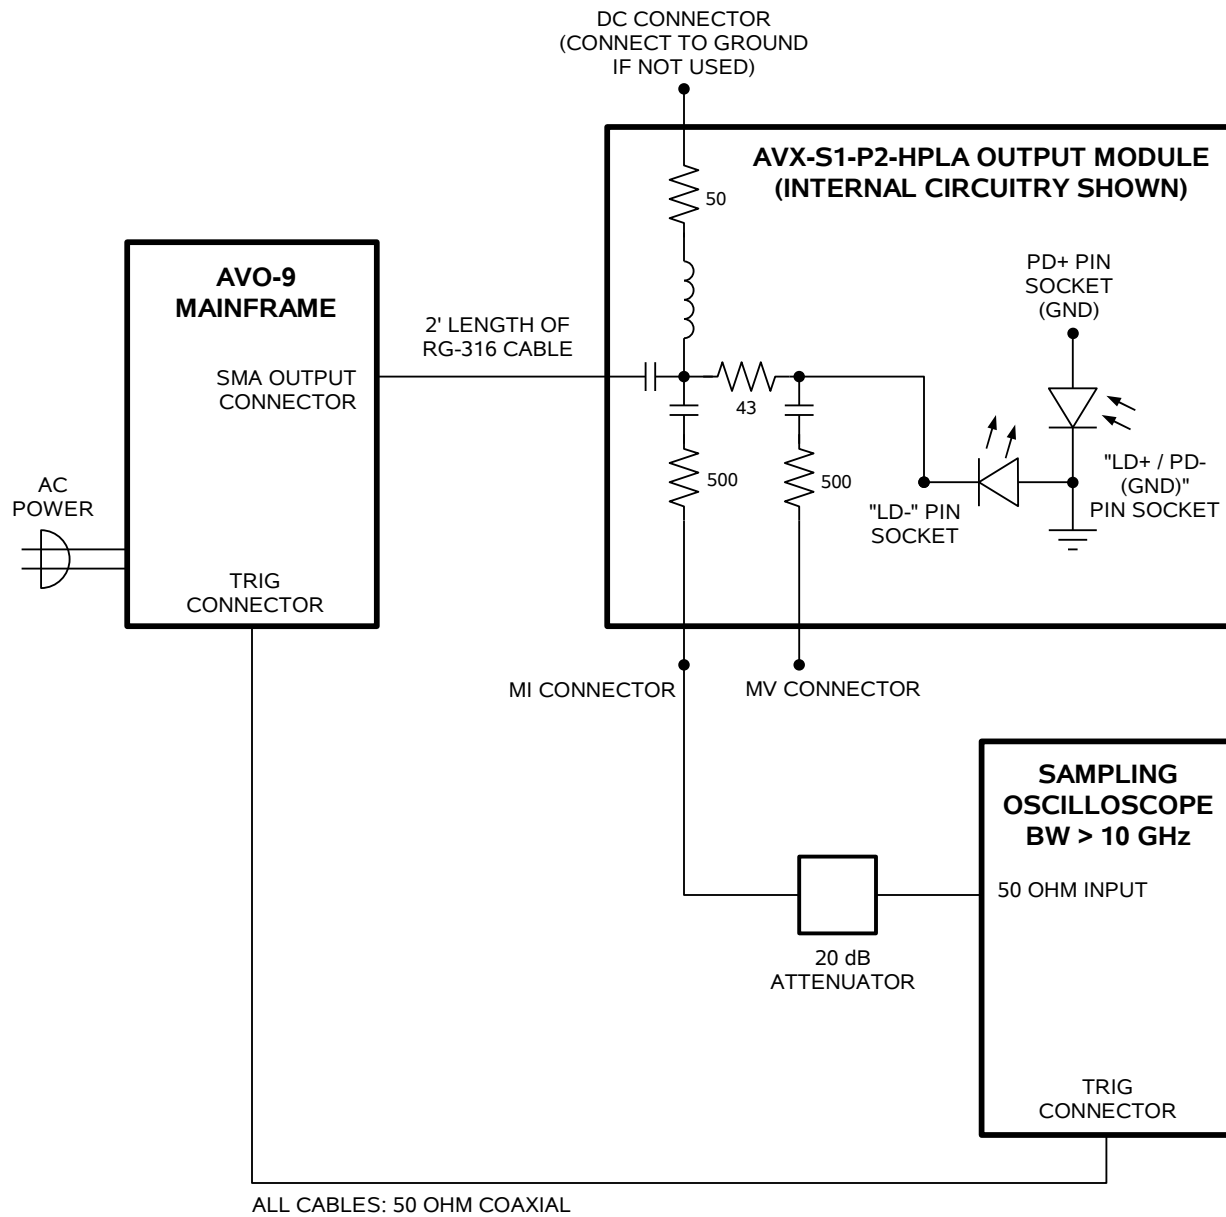 DC CONNECTOR
(CONNECT TO GROUND
IF NOT USED)
AVX-S1-P2-HPLA OUTPUT MODULE
(INTERNAL CIRCUITRY SHOWN)
50
AVO-9
MAINFRAME
SMA OUTPUT
CONNECTOR
2' LENGTH OF
RG-316 CABLE
PD+ PIN
SOCKET
(GND)
43
500
500
"LD-" PIN
SOCKET
"LD+ / PD-
(GND)"
PIN SOCKET
AC
POWER
TRIG
CONNECTOR
MI CONNECTOR
MV CONNECTOR
SAMPLING
OSCILLOSCOPE
BW > 10 GHz
50 OHM INPUT
20 dB
ATTENUATOR
TRIG
CONNECTOR
ALL CABLES: 50 OHM COAXIAL